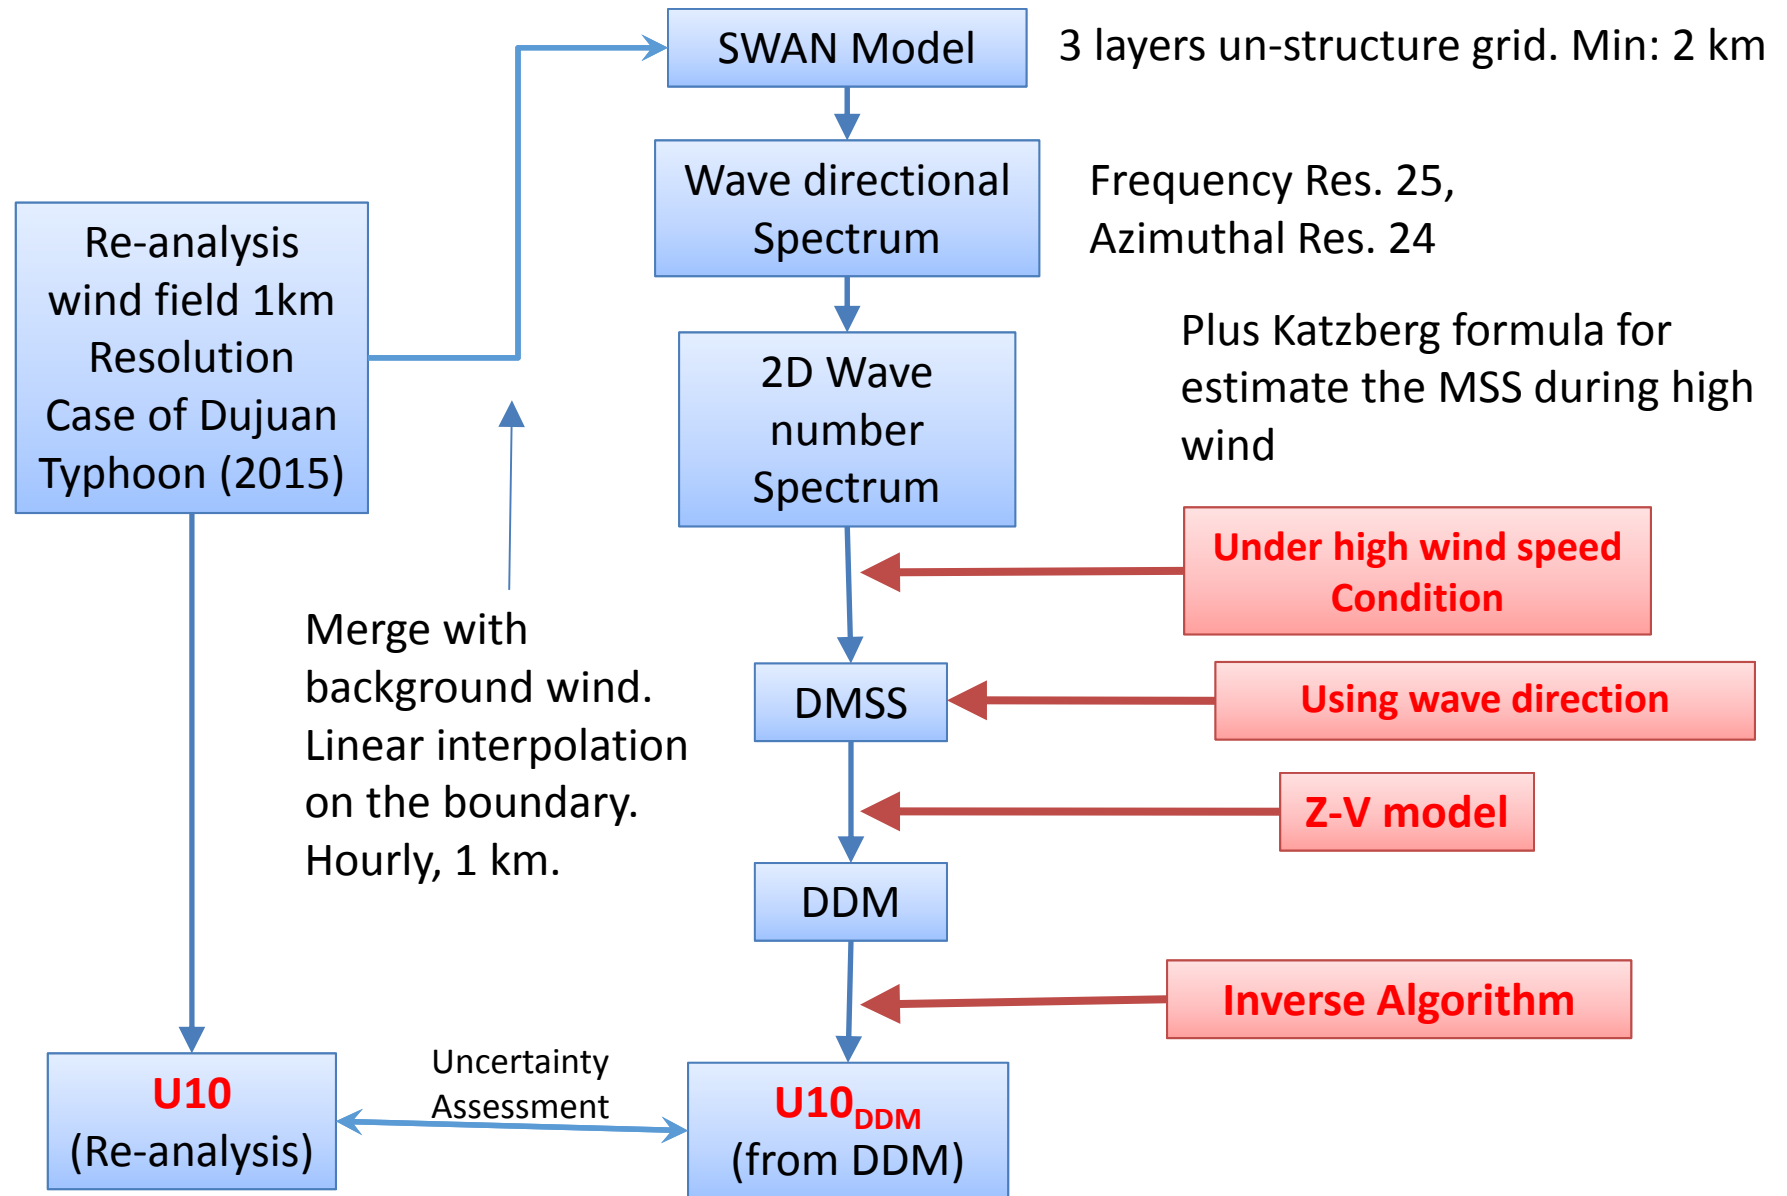 SWAN Model
3 layers un-structure grid. Min: 2 km
Wave directional
Spectrum
Frequency Res. 25,
Azimuthal Res. 24
Re-analysis
wind field 1km
Resolution
Case of Dujuan
Typhoon (2015)
2D Wave
number
Spectrum
Plus Katzberg formula for
estimate the MSS during high
wind
Under high wind speed
Condition
Merge with
background wind.
Linear interpolation
on the boundary.
Hourly, 1 km.
DMSS
Using wave direction
Z-V model
DDM
Inverse Algorithm
U10
(Re-analysis)
Uncertainty
Assessment
U10DDM
(from DDM)